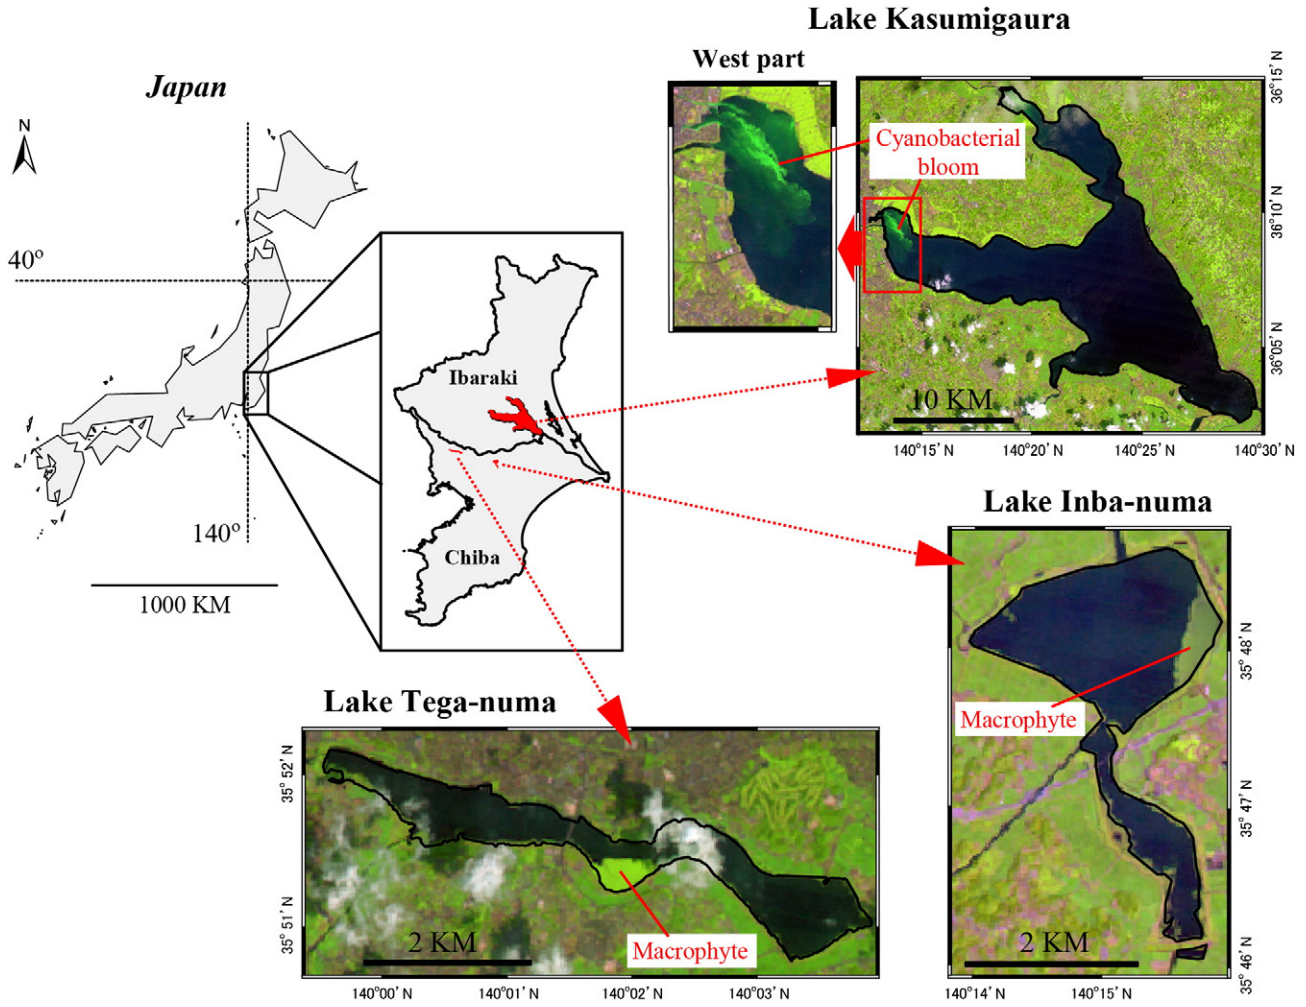 Lake Kasumigaura
West part
Japan
N
40°
140°
1000 KM
Ibaraki
Chiba
Cyanobacterial
bloom
10 KM
36°15' N
36°10' N
36°05' N
140°15' N
140°20' N
140°25' N
140°30' N
Lake Inba-numa
Macrophyte
2 KM
35° 48' N
35° 47' N
35° 46' N
140°14' N
140°15' N
Lake Tega-numa
Macrophyte
2 KM
35° 52' N
35° 51' N
140°00' N
140°01' N
140°02' N
140°03' N